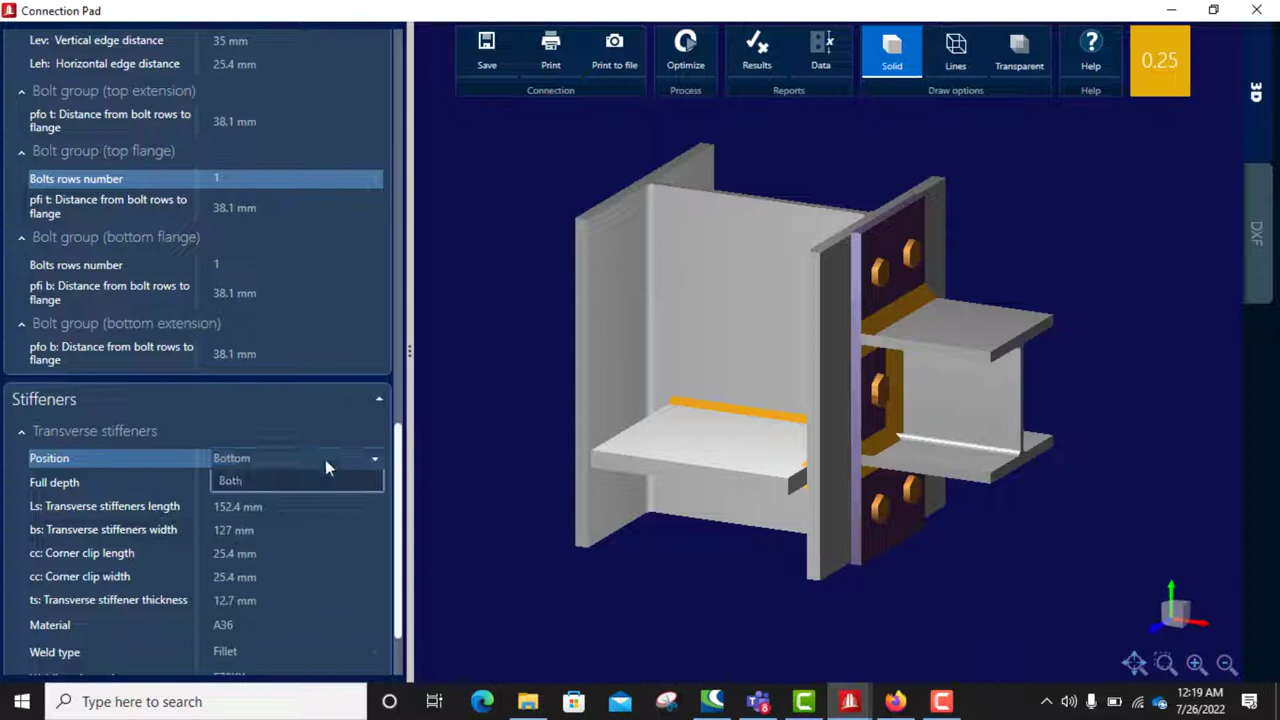 Connection Pad
Lev: Vertical edge distance 35 mm
Leh: Horizontal edge distance 25.4 mm
Bolt group (top extension)
pfo t: Distance from bolt rows to flange 38.1 mm
Bolt group (top flange)
Bolts rows number 1
pfi t: Distance from bolt rows to flange 38.1 mm
Bolt group (bottom flange)
Bolts rows number 1
pfi b: Distance from bolt rows to flange 38.1 mm
Bolt group (bottom extension)
pfo b: Distance from bolt rows to flange 38.1 mm
Stiffeners
Transverse stiffeners
Position Bottom
Both
Full depth
Ls: Transverse stiffeners length 152.4 mm
bs: Transverse stiffeners width 127 mm
cc: Corner clip length 25.4 mm
cc: Corner clip width 25.4 mm
ts: Transverse stiffener thickness 12.7 mm
Material A36
Weld type Fillet
Save Print Print to file Optimize Results Data Solid Lines Transparent Help
Connection Process Reports Draw options Help
0.25
3D
DXF
Type here to search
12:19 AM
7/26/2022